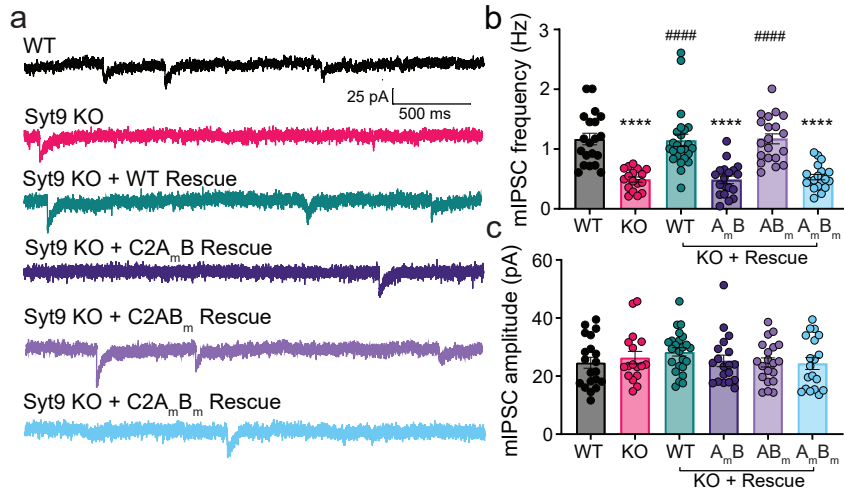 a
WT
25 pA
500 ms
Syt9 KO
Syt9 KO + WT Rescue
Syt9 KO + C2AmB Rescue
Syt9 KO + C2ABm Rescue
Syt9 KO + C2AmBm Rescue
b
mIPSC frequency (Hz)
3
2
1
0
####
####
****
****
****
WT
KO
WT
AmB
ABm
AmBm
KO + Rescue
c
mIPSC amplitude (pA)
60
40
20
0
WT
KO
WT
AmB
ABm
AmBm
KO + Rescue